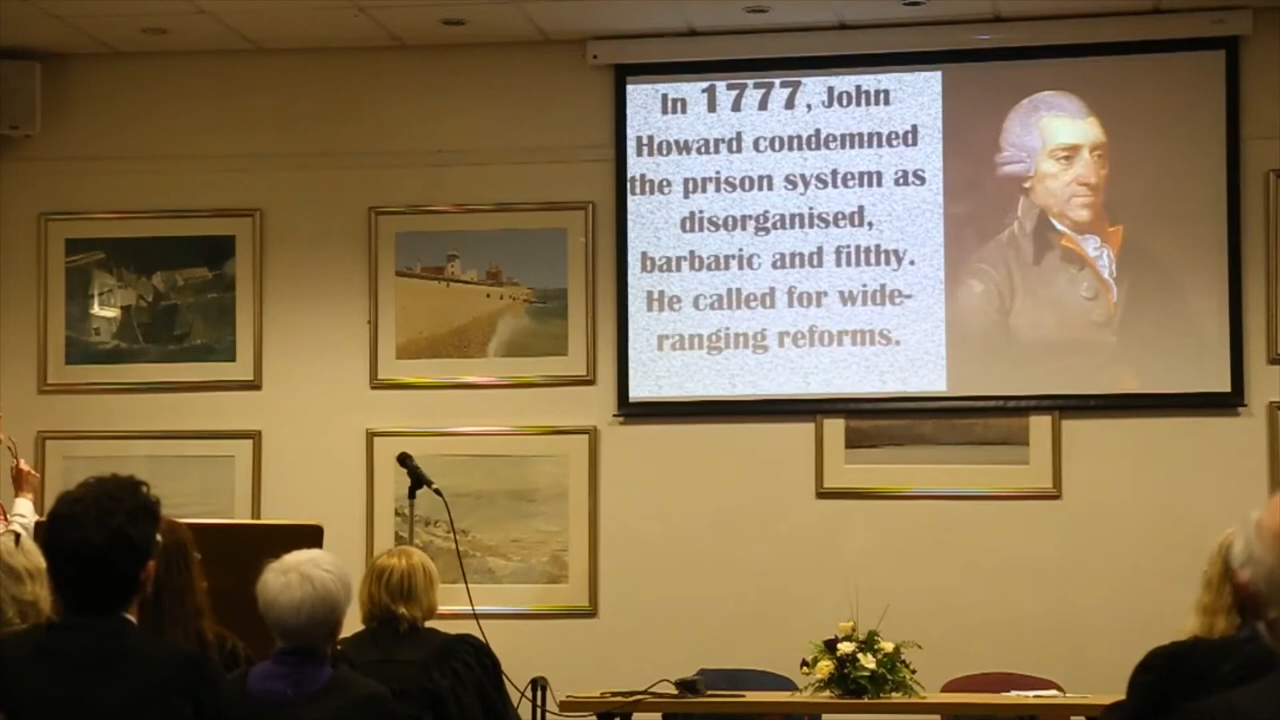 In 1777, John
Howard condemned
the prison system as
disorganised,
barbaric and filthy.
He called for wide-
ranging reforms.